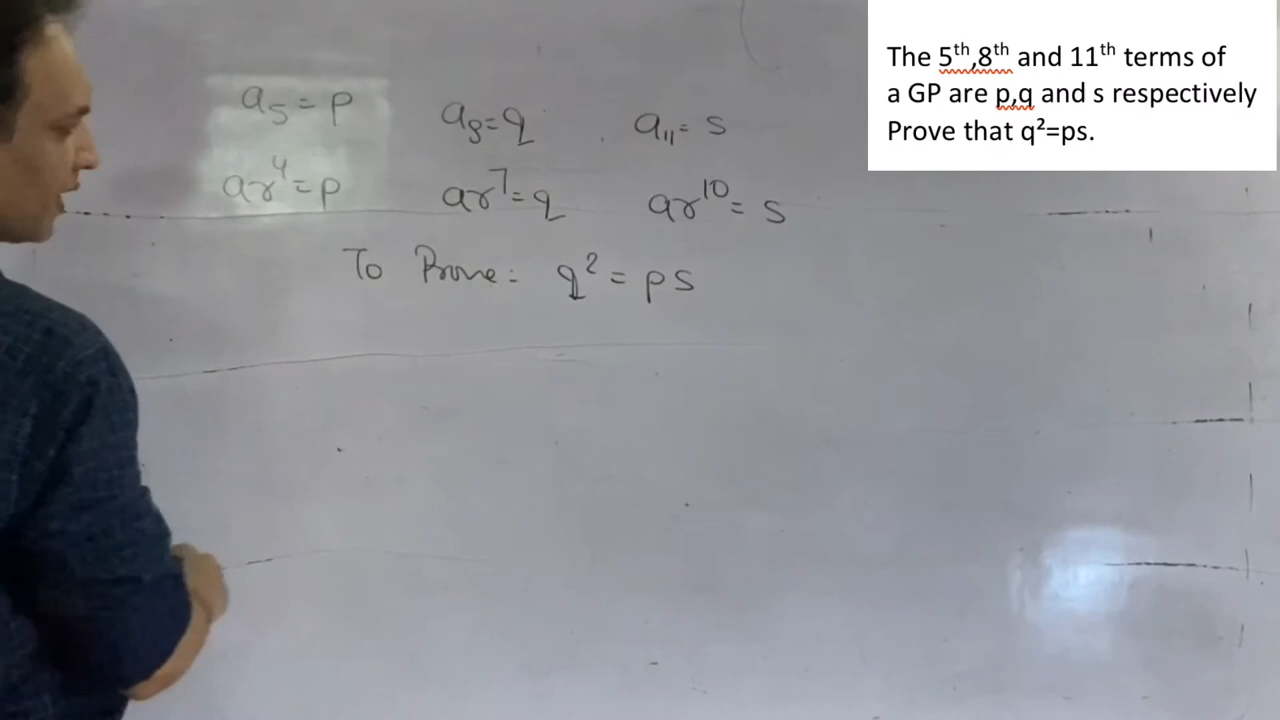 The 5ᵗʰ,8ᵗʰ and 11ᵗʰ terms of
a GP are p,q and s respectively
Prove that q²=ps.
a₅ = p a₈=q a₁₁= s
ar⁴=p ar⁷=q ar¹⁰= s
To Prove: q² = ps